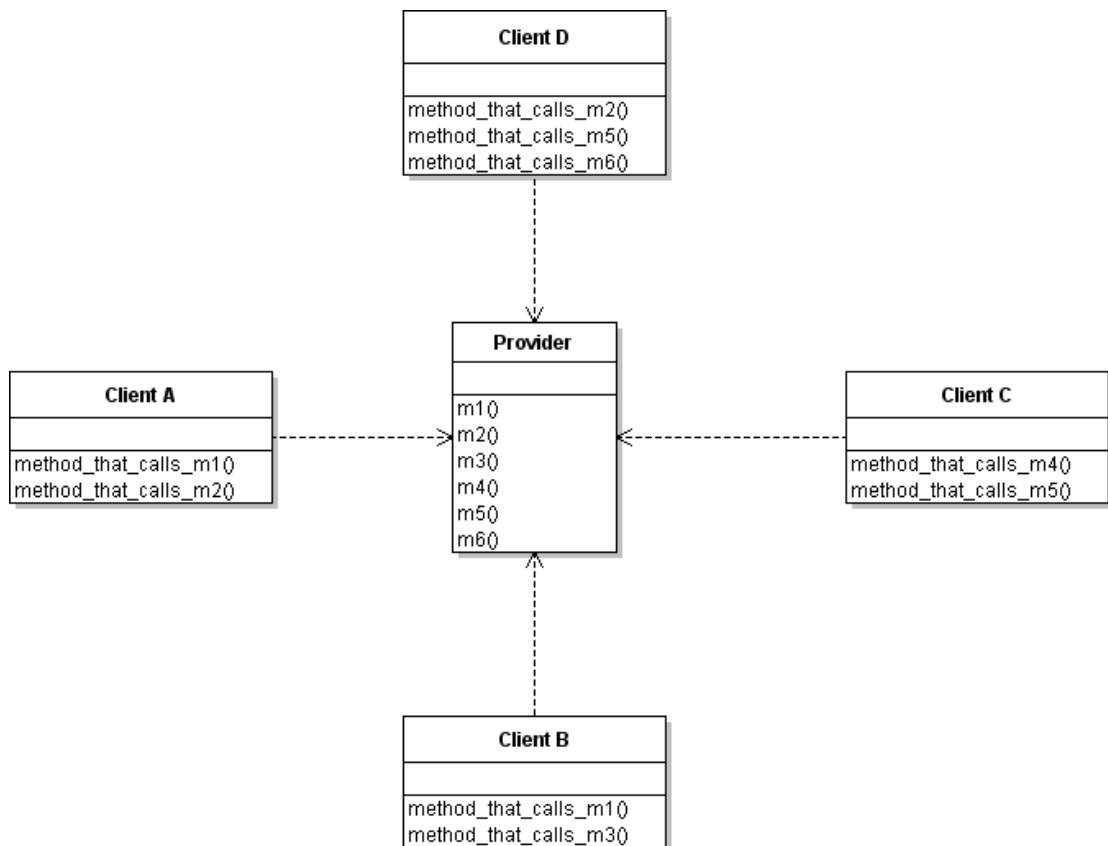 Client D
method_that_calls_m2()
method_that_calls_m5()
method_that_calls_m6()
Provider
m1()
m2()
m3()
m4()
m5()
m6()
Client A
method_that_calls_m1()
method_that_calls_m2()
Client C
method_that_calls_m4()
method_that_calls_m5()
Client B
method_that_calls_m1()
method_that_calls_m3()